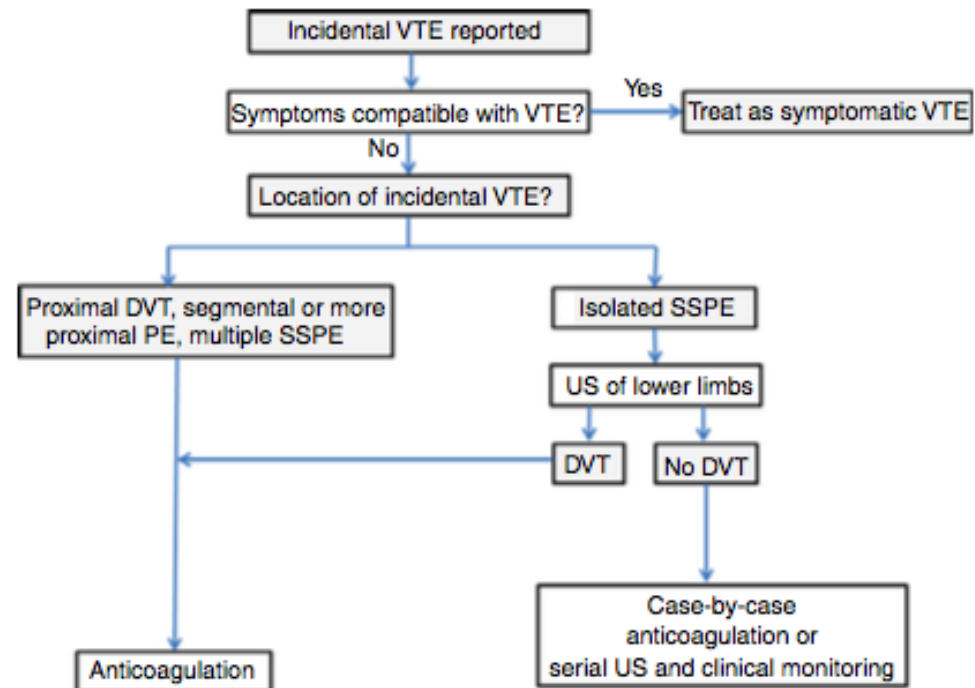 Incidental VTE reported
Symptoms compatible with VTE?
Yes
Treat as symptomatic VTE
No
Location of incidental VTE?
Proximal DVT, segmental or more
proximal PE, multiple SSPE
Isolated SSPE
US of lower limbs
DVT
No DVT
Case-by-case
anticoagulation or
serial US and clinical monitoring
Anticoagulation